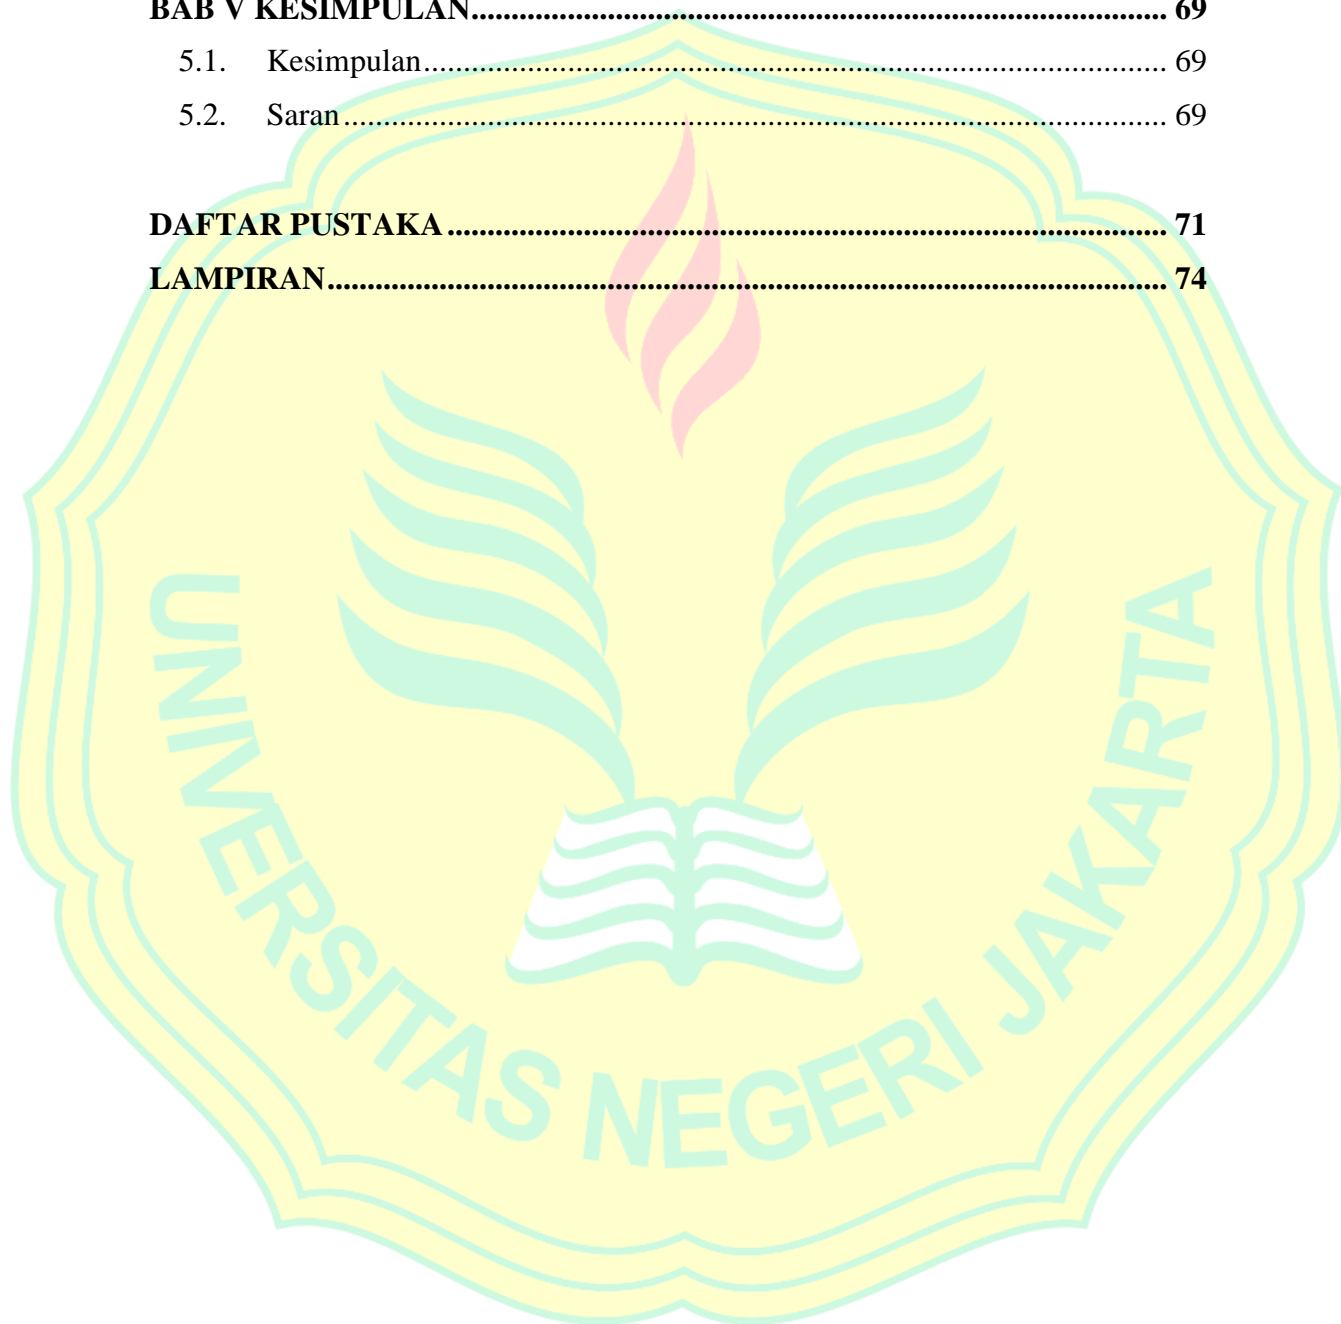 BAB V KESIMPULAN........................................................................................ 69
5.1. Kesimpulan.............................................................................................. 69
5.2. Saran........................................................................................................ 69
DAFTAR PUSTAKA.......................................................................................... 71
LAMPIRAN......................................................................................................... 74
UNIVERSITAS NEGERI JAKARTA